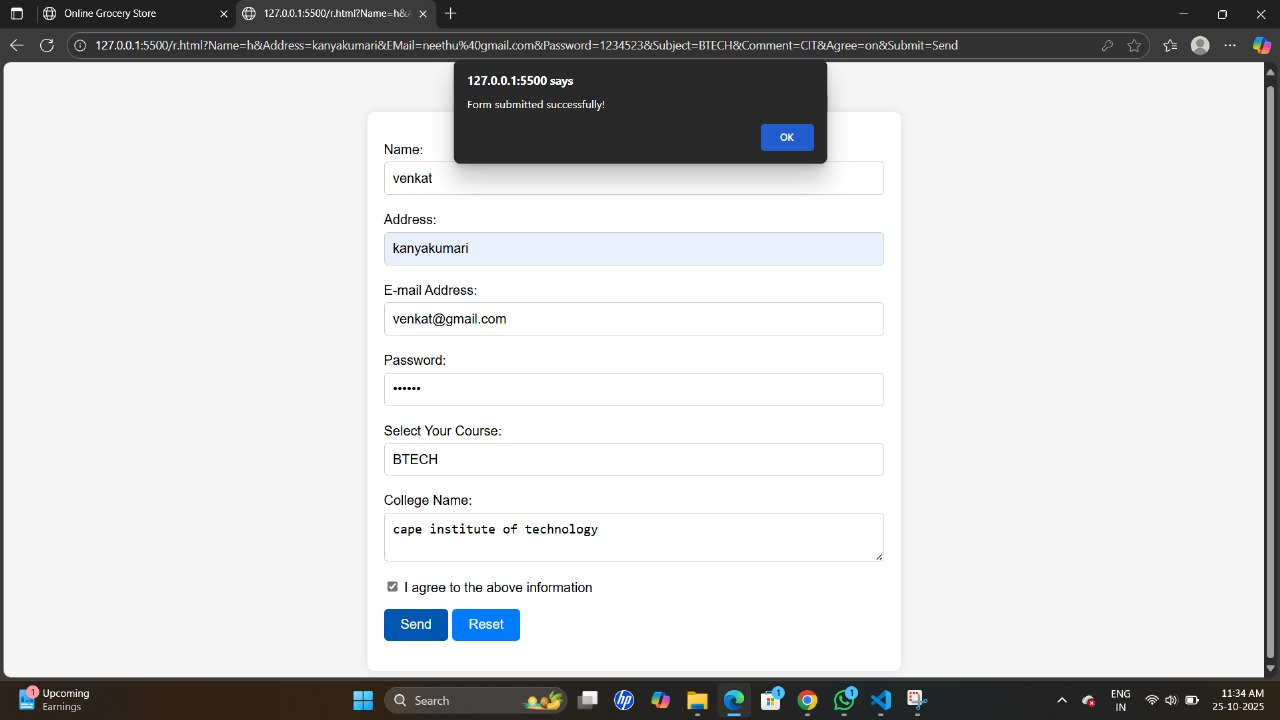 Online Grocery Store
127.0.0.1:5500/r.html?Name=h&
127.0.0.1:5500/r.html?Name=h&Address=kanyakumari&EMail=neethu%40gmail.com&Password=1234523&Subject=BTECH&Comment=CIT&Agree=on&Submit=Send
127.0.0.1:5500 says
Form submitted successfully!
OK
Name:
venkat
Address:
kanyakumari
E-mail Address:
venkat@gmail.com
Password:
••••••
Select Your Course:
BTECH
College Name:
cape institute of technology
I agree to the above information
Send Reset
1
Upcoming
Earnings
Search
hp
1
1
ENG
IN
11:34 AM
25-10-2025